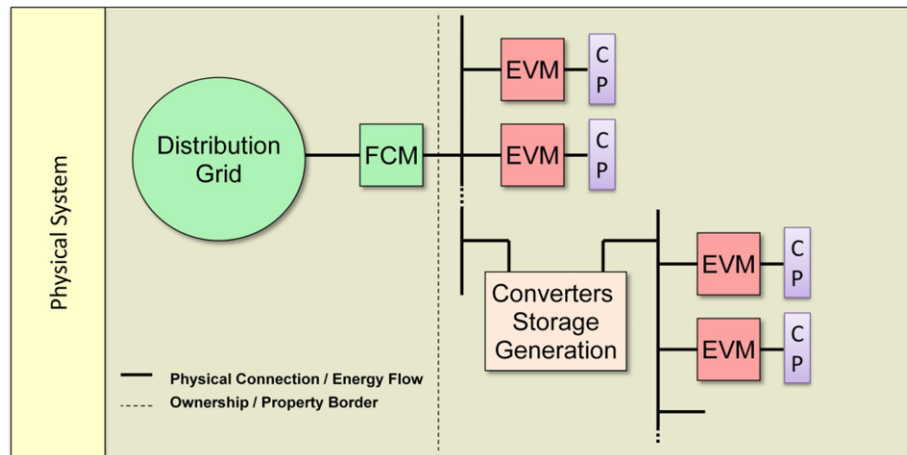 Physical System
Distribution
Grid
FCM
EVM
C
P
EVM
C
P
Converters
Storage
Generation
EVM
C
P
EVM
C
P
Physical Connection / Energy Flow
Ownership / Property Border